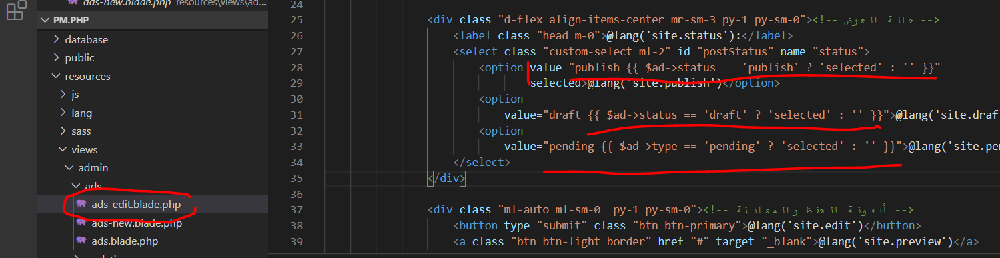 ads-new.blade.php resources\views\ad...
PM.PHP
database
public
resources
js
lang
sass
views
admin
ads
ads-edit.blade.php
ads-new.blade.php
ads.blade.php
24
25 <div class="d-flex align-items-center mr-sm-3 py-1 py-sm-0"><!-- حالة العرض -->
26 <label class="head m-0">@lang('site.status'):</label>
27 <select class="custom-select ml-2" id="postStatus" name="status">
28 <option value="publish {{ $ad->status == 'publish' ? 'selected' : '' }}"
29 selected>@lang('site.publish')</option>
30 <option
31 value="draft {{ $ad->status == 'draft' ? 'selected' : '' }}">@lang('site.draf
32 <option
33 value="pending {{ $ad->type == 'pending' ? 'selected' : '' }}">@lang('site.pe
34 </select>
35 </div>
36
37 <div class="ml-auto ml-sm-0  py-1 py-sm-0"><!-- أيقونة الحفظ والمعاينة -->
38 <button type="submit" class="btn btn-primary">@lang('site.edit')</button>
39 <a class="btn btn-light border" href="#" target="_blank">@lang('site.preview')</a>